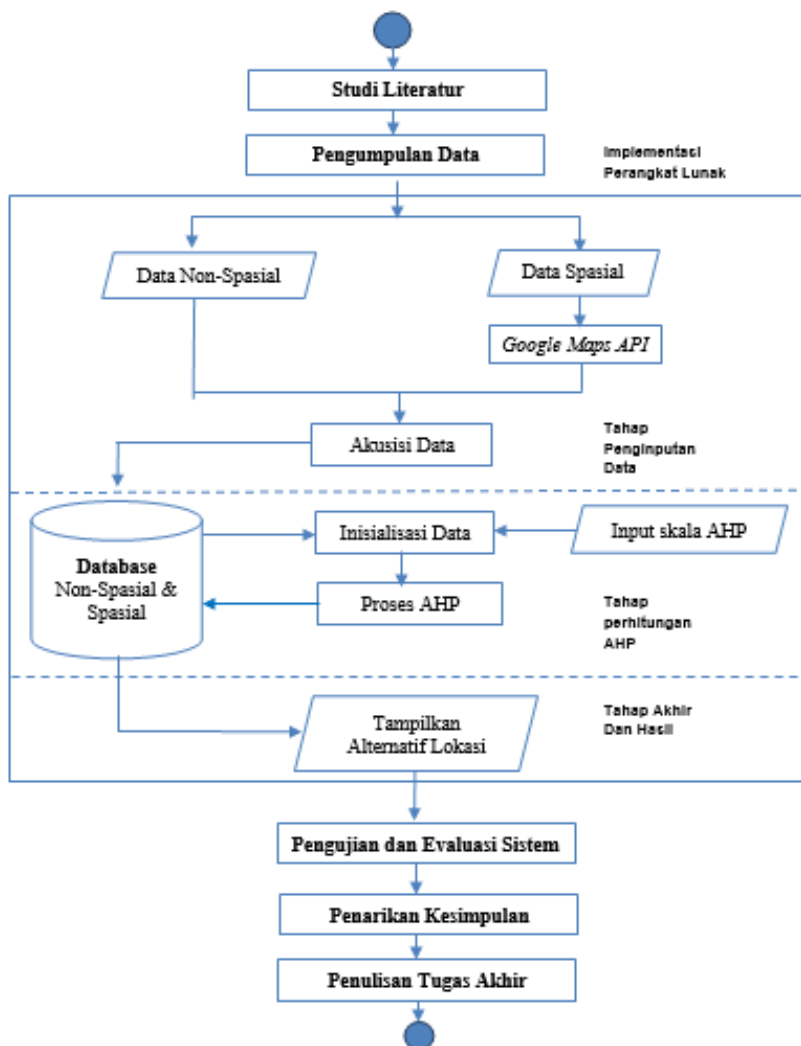 Studi Literatur
Pengumpulan Data
Implementasi
Perangkat Lunak
Data Non-Spasial
Data Spasial
Google Maps API
Akusisi Data
Tahap
Penginputan
Data
Database
Non-Spasial &
Spasial
Inisialisasi Data
Input skala AHP
Proses AHP
Tahap
perhitungan
AHP
Tampilkan
Alternatif Lokasi
Tahap Akhir
Dan Hasil
Pengujian dan Evaluasi Sistem
Penarikan Kesimpulan
Penulisan Tugas Akhir